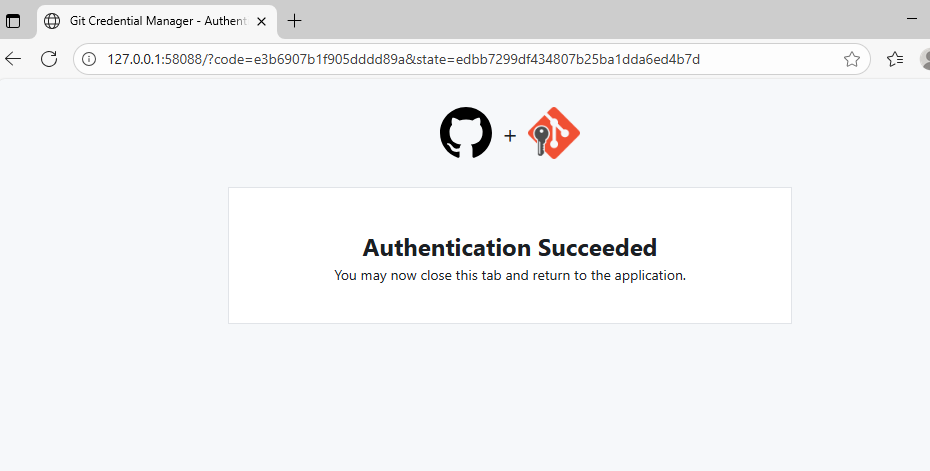 Git Credential Manager - Authent
127.0.0.1:58088/?code=e3b6907b1f905dddd89a&state=edbb7299df434807b25ba1dda6ed4b7d
+
Authentication Succeeded
You may now close this tab and return to the application.